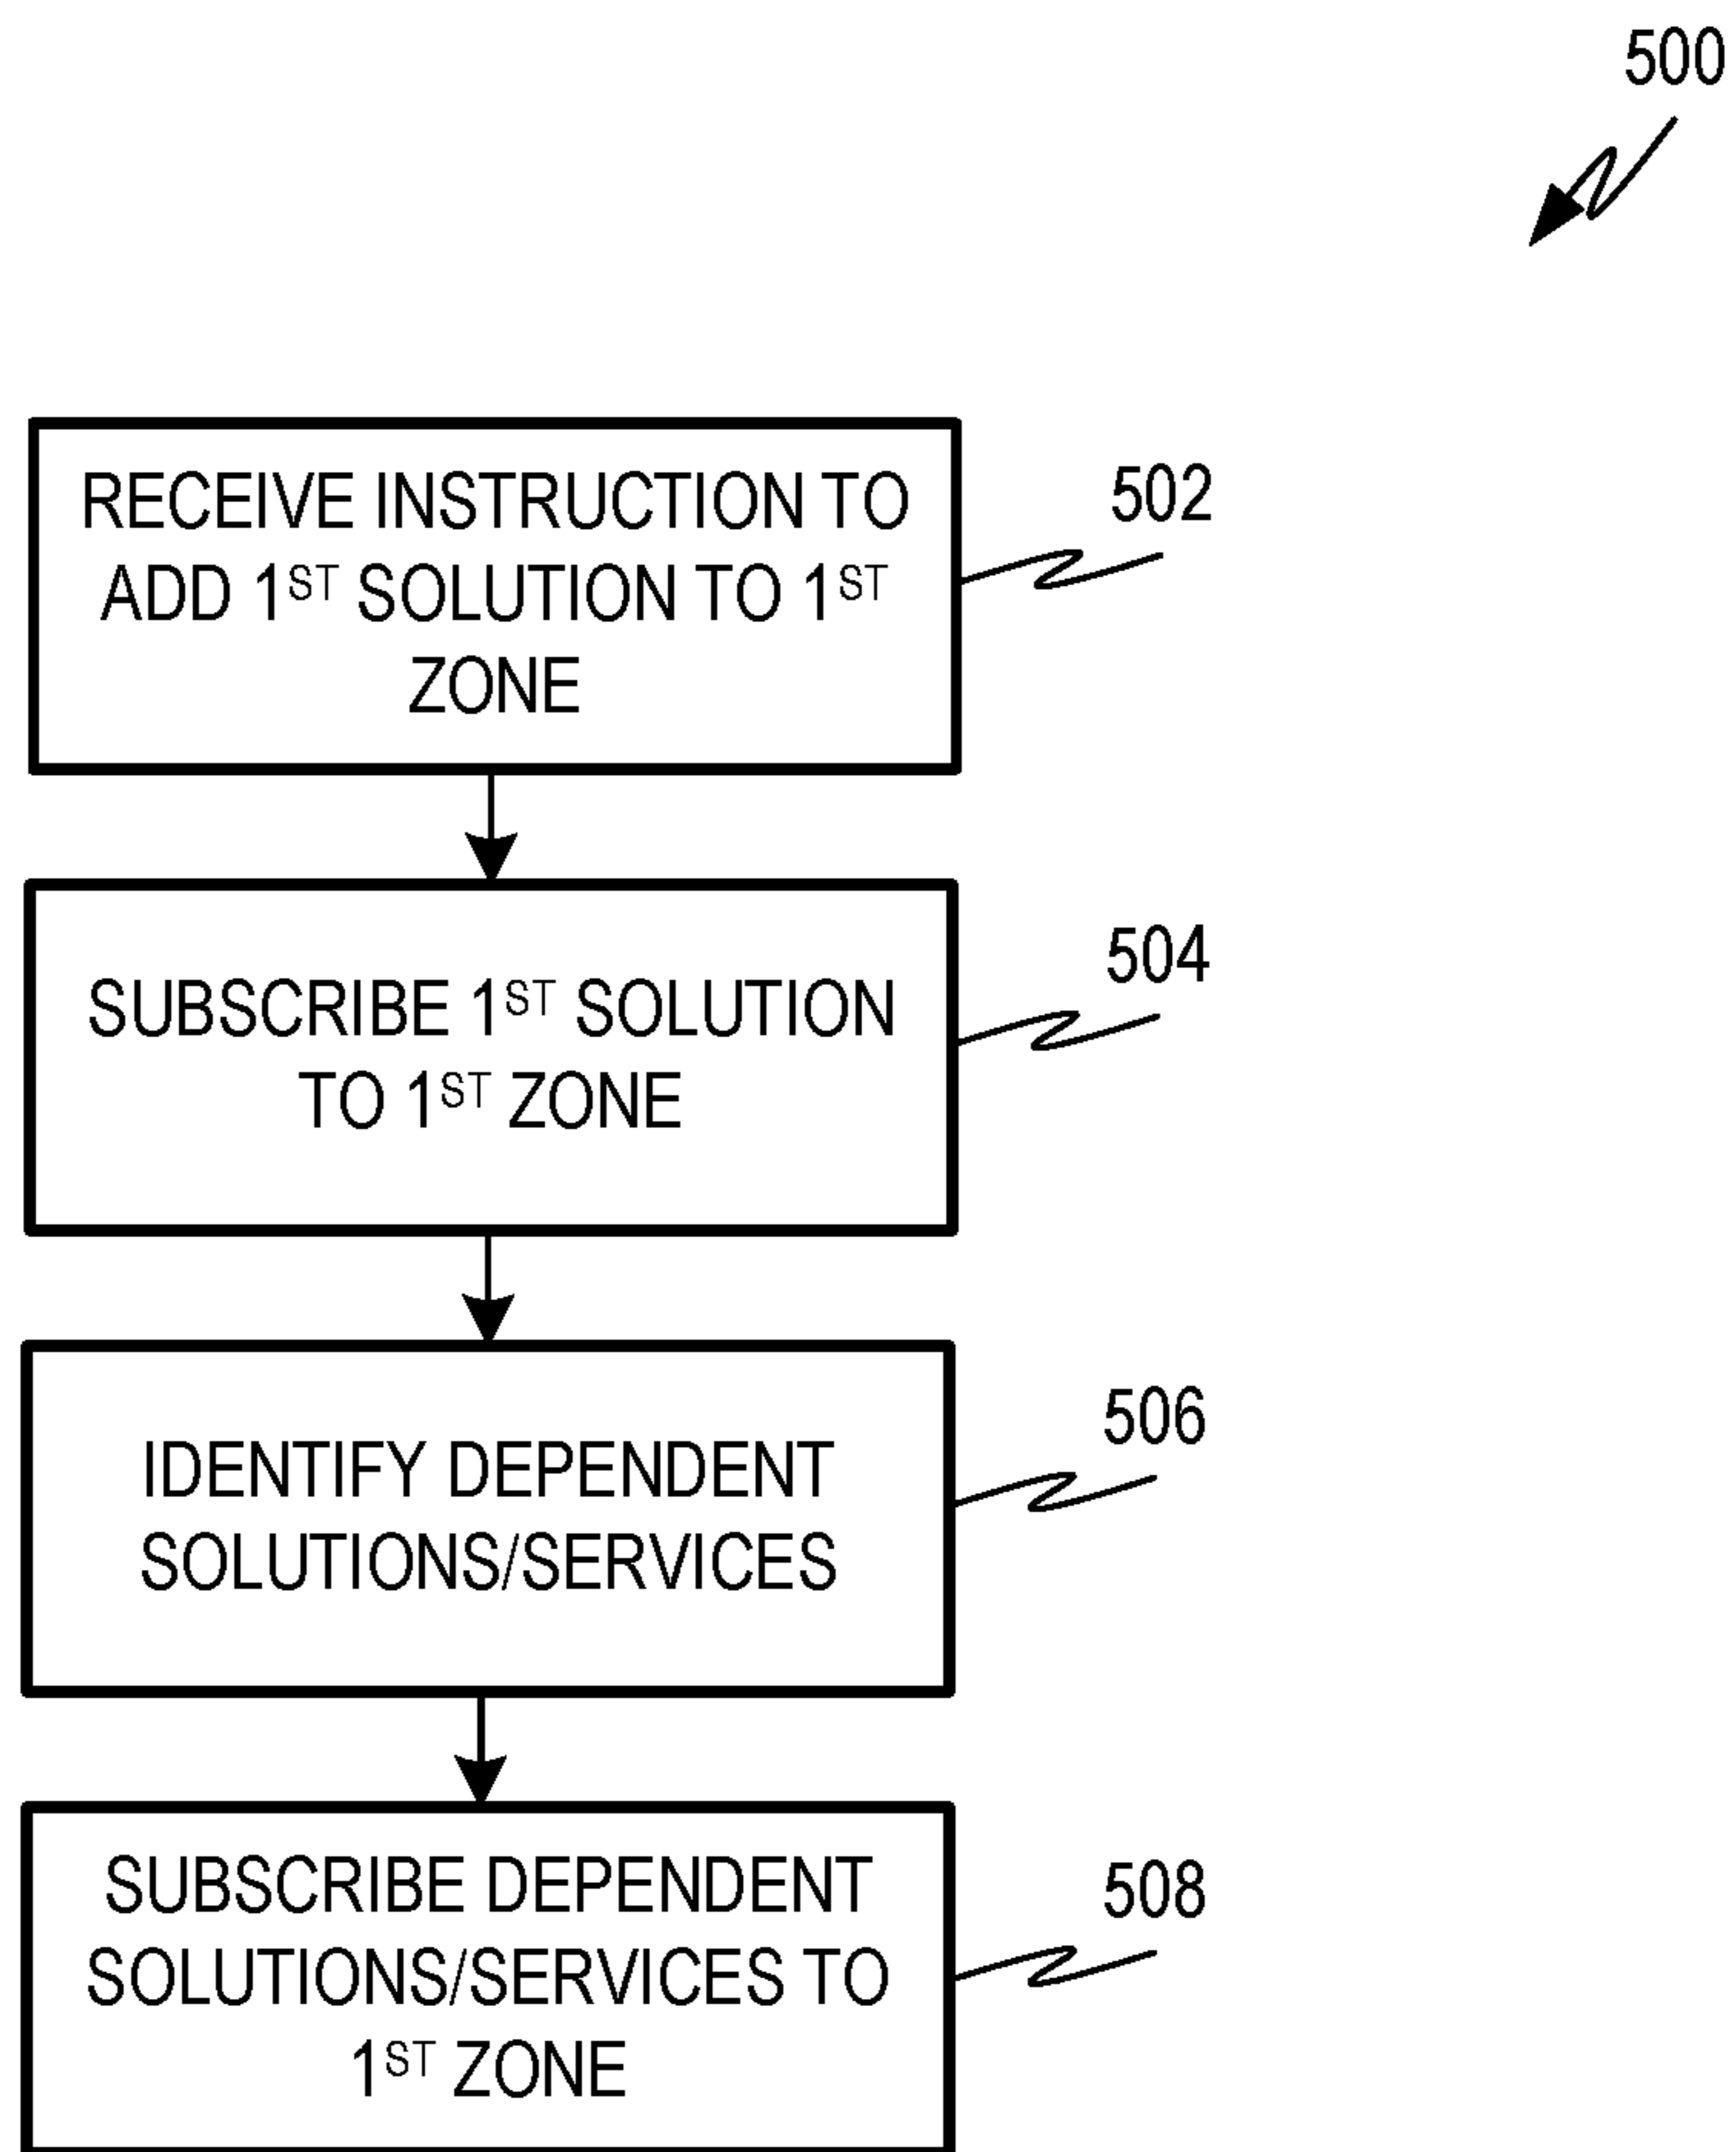 500
RECEIVE INSTRUCTION TO
ADD 1ST SOLUTION TO 1ST
ZONE
502
SUBSCRIBE 1ST SOLUTION
TO 1ST ZONE
504
IDENTIFY DEPENDENT
SOLUTIONS/SERVICES
506
SUBSCRIBE DEPENDENT
SOLUTIONS/SERVICES TO
1ST ZONE
508